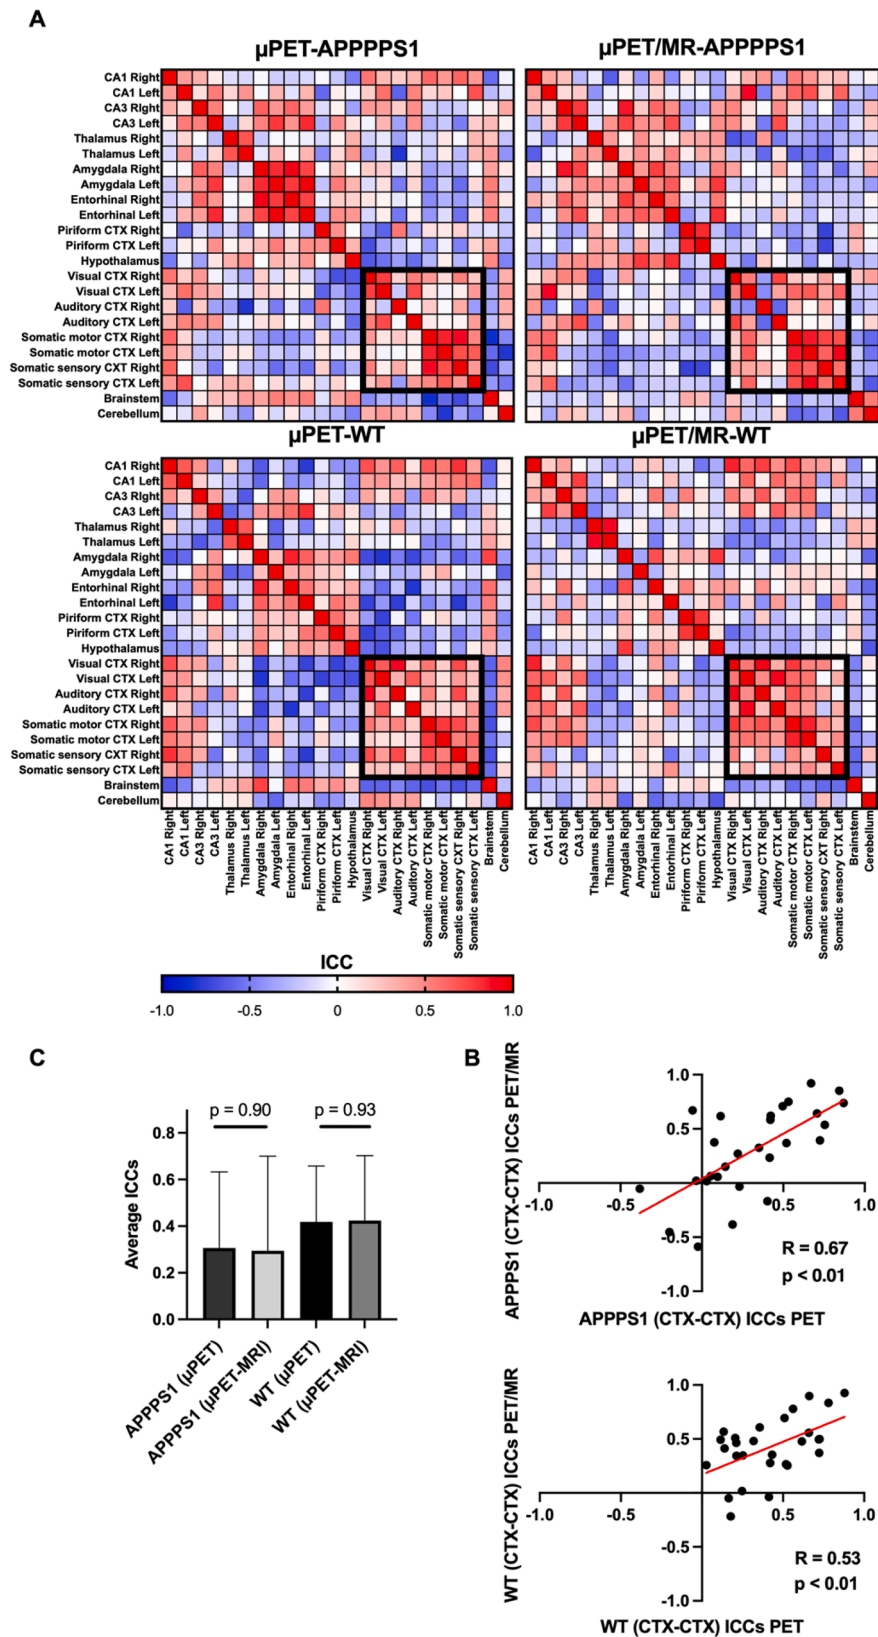 A
µPET-APPPPS1
µPET/MR-APPPPS1
CA1 Right
CA1 Left
CA3 RIght
CA3 Left
Thalamus Right
Thalamus Left
Amygdala Right
Amygdala Left
Entorhinal Right
Entorhinal Left
Piriform CTX Right
Piriform CTX Left
Hypothalamus
Visual CTX Right
Visual CTX Left
Auditory CTX Right
Auditory CTX Left
Somatic motor CTX Right
Somatic motor CTX Left
Somatic sensory CXT Right
Somatic sensory CTX Left
Brainstem
Cerebellum
µPET-WT
µPET/MR-WT
CA1 Right
CA1 Left
CA3 RIght
CA3 Left
Thalamus Right
Thalamus Left
Amygdala Right
Amygdala Left
Entorhinal Right
Entorhinal Left
Piriform CTX Right
Piriform CTX Left
Hypothalamus
Visual CTX Right
Visual CTX Left
Auditory CTX Right
Auditory CTX Left
Somatic motor CTX Right
Somatic motor CTX Left
Somatic sensory CXT Right
Somatic sensory CTX Left
Brainstem
Cerebellum
CA1 Right
CA1 Left
CA3 RIght
CA3 Left
Thalamus Right
Thalamus Left
Amygdala Right
Amygdala Left
Entorhinal Right
Entorhinal Left
Piriform CTX Right
Piriform CTX Left
Hypothalamus
Visual CTX Right
Visual CTX Left
Auditory CTX Right
Auditory CTX Left
Somatic motor CTX Right
Somatic motor CTX Left
Somatic sensory CXT Right
Somatic sensory CTX Left
Brainstem
Cerebellum
CA1 Right
CA1 Left
CA3 RIght
CA3 Left
Thalamus Right
Thalamus Left
Amygdala Right
Amygdala Left
Entorhinal Right
Entorhinal Left
Piriform CTX Right
Piriform CTX Left
Hypothalamus
Visual CTX Right
Visual CTX Left
Auditory CTX Right
Auditory CTX Left
Somatic motor CTX Right
Somatic motor CTX Left
Somatic sensory CXT Right
Somatic sensory CTX Left
Brainstem
Cerebellum
ICC
-1.0 -0.5 0 0.5 1.0
C
p = 0.90 p = 0.93
Average ICCs
0.8
0.6
0.4
0.2
0.0
APPPS1 (µPET)
APPPS1 (µPET-MRI)
WT (µPET)
WT (µPET-MRI)
B
APPPS1 (CTX-CTX) ICCs PET/MR
1.0
0.5
-1.0 -0.5 0.5 1.0
-0.5
-1.0
R = 0.67
p < 0.01
APPPS1 (CTX-CTX) ICCs PET
WT (CTX-CTX) ICCs PET/MR
1.0
0.5
-1.0 -0.5 0.5 1.0
-0.5
-1.0
R = 0.53
p < 0.01
WT (CTX-CTX) ICCs PET